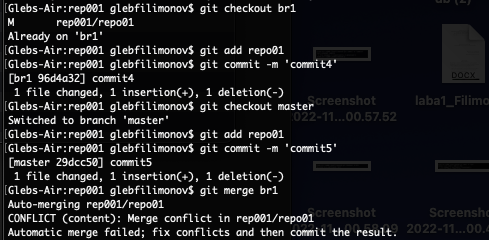 [Glebs-Air:rep001 glebfilimonov$ git checkout br1
M       rep001/repo01
Already on 'br1'
[Glebs-Air:rep001 glebfilimonov$ git add repo01
[Glebs-Air:rep001 glebfilimonov$ git commit -m 'commit4'
[br1 96d4a32] commit4
 1 file changed, 1 insertion(+), 1 deletion(-)
[Glebs-Air:rep001 glebfilimonov$ git checkout master
Switched to branch 'master'
[Glebs-Air:rep001 glebfilimonov$ git add repo01
[Glebs-Air:rep001 glebfilimonov$ git commit -m 'commit5'
[master 29dcc50] commit5
 1 file changed, 1 insertion(+), 1 deletion(-)
[Glebs-Air:rep001 glebfilimonov$ git merge br1
Auto-merging rep001/repo01
CONFLICT (content): Merge conflict in rep001/repo01
Automatic merge failed; fix conflicts and then commit the result.
DOCX
Screenshot
2022-11...00.57.52
laba1_Filimo
Screenshot